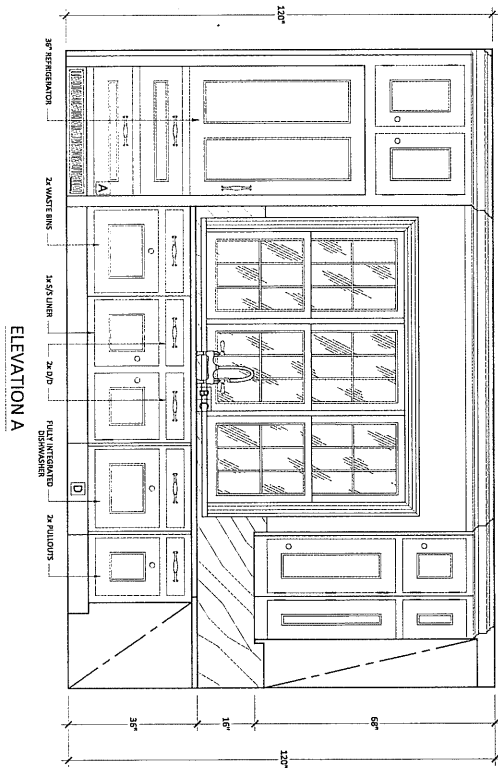 120"
36" REFRIGERATOR
2x WASTE BINS
1x S/S LINER
2x D/D
FULLY INTEGRATED
DISHWASHER
2x PULLOUTS
A
B
C
D
68"
16"
36"
120"
ELEVATION A